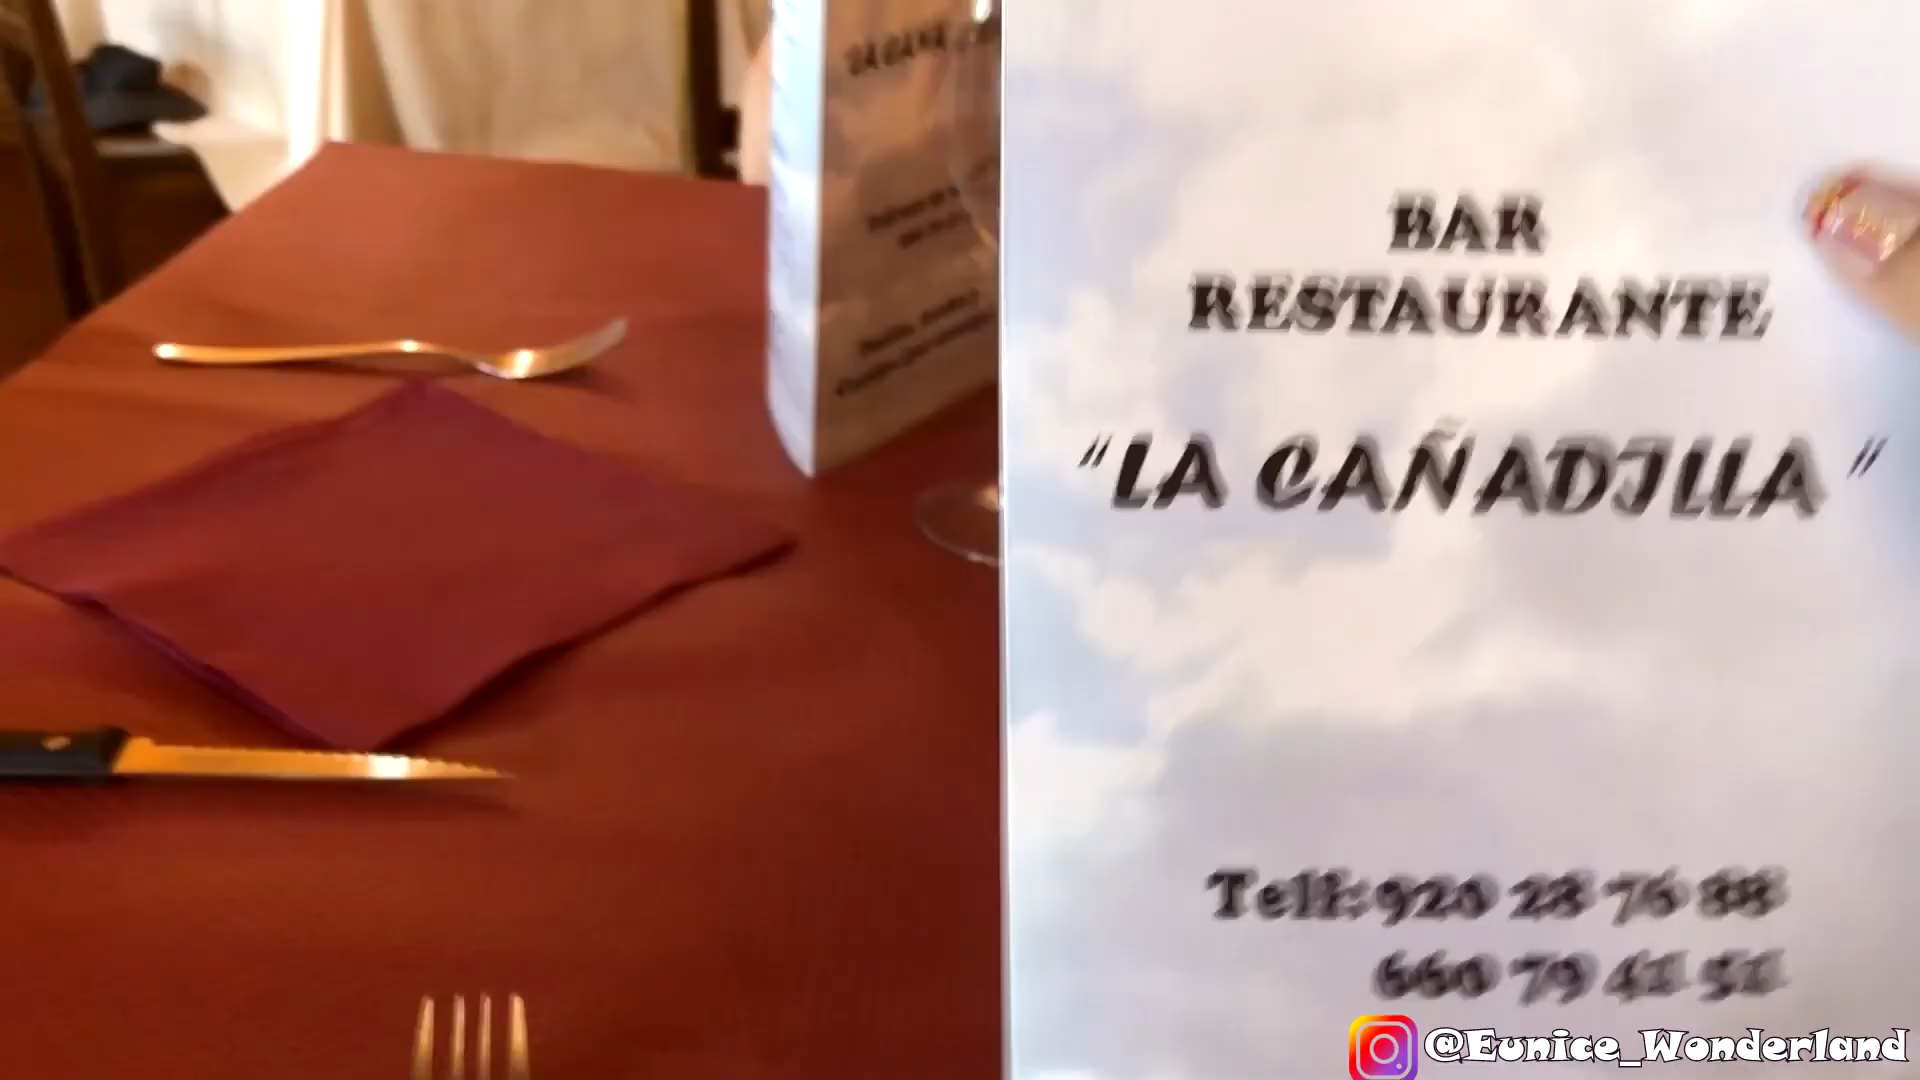 BAR
RESTAURANTE
"LA CAÑADILLA"
Telf: 920 28 76 88
660 79 41 51
@Eunice_Wonderland